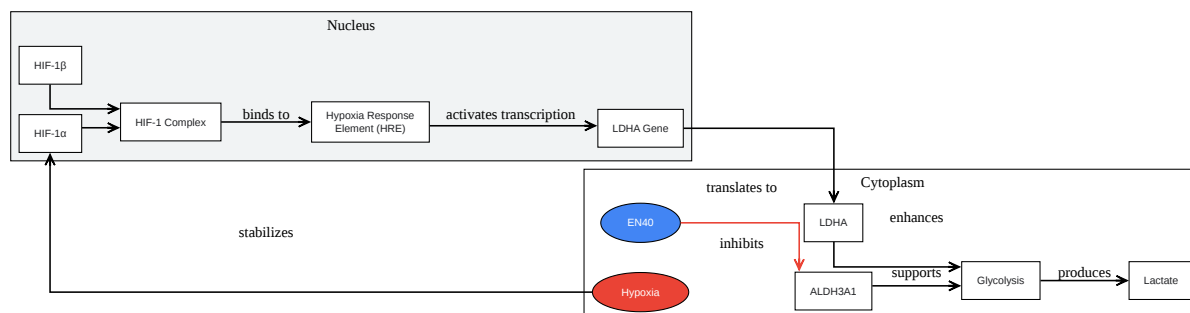 Nucleus
HIF-1β
HIF-1α
HIF-1 Complex
binds to
Hypoxia Response
Element (HRE)
activates transcription
LDHA Gene
Cytoplasm
translates to
LDHA
enhances
EN40
inhibits
stabilizes
Hypoxia
ALDH3A1
supports
Glycolysis
produces
Lactate